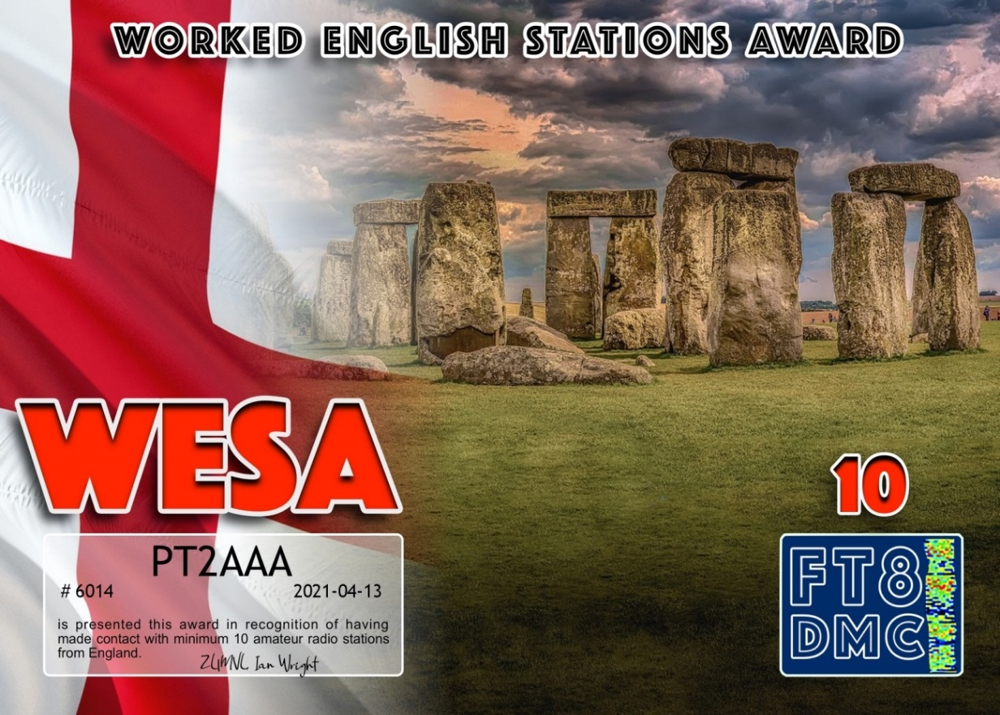 WORKED ENGLISH STATIONS AWARD
WESA
10
PT2AAA
# 6014 2021-04-13
is presented this award in recognition of having
made contact with minimum 10 amateur radio stations
from England.
ZL4MNL Ian Wright
FT8
DMC